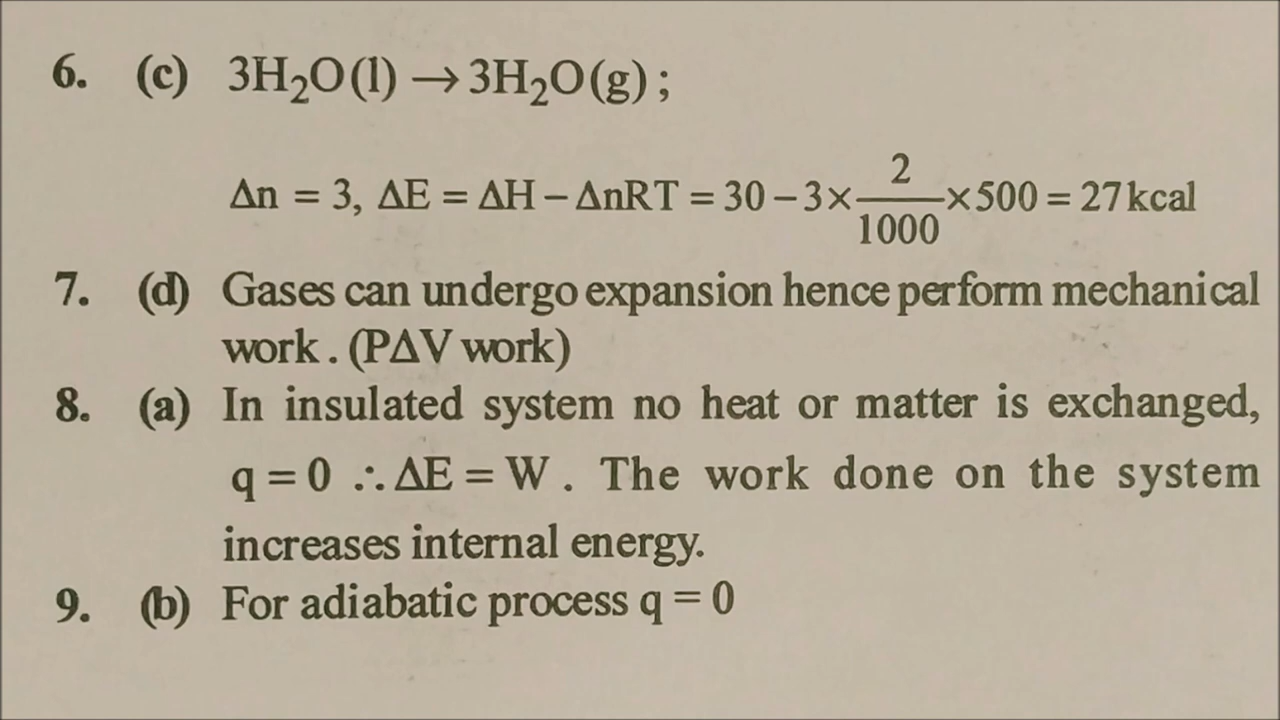 6. (c) 3H₂O(l) → 3H₂O(g) ;
Δn = 3, ΔE = ΔH – ΔnRT = 30 – 3× 2/1000 ×500 = 27 kcal
7. (d) Gases can undergo expansion hence perform mechanical
work . (PΔV work)
8. (a) In insulated system no heat or matter is exchanged,
q = 0 ∴ ΔE = W . The work done on the system
increases internal energy.
9. (b) For adiabatic process q = 0